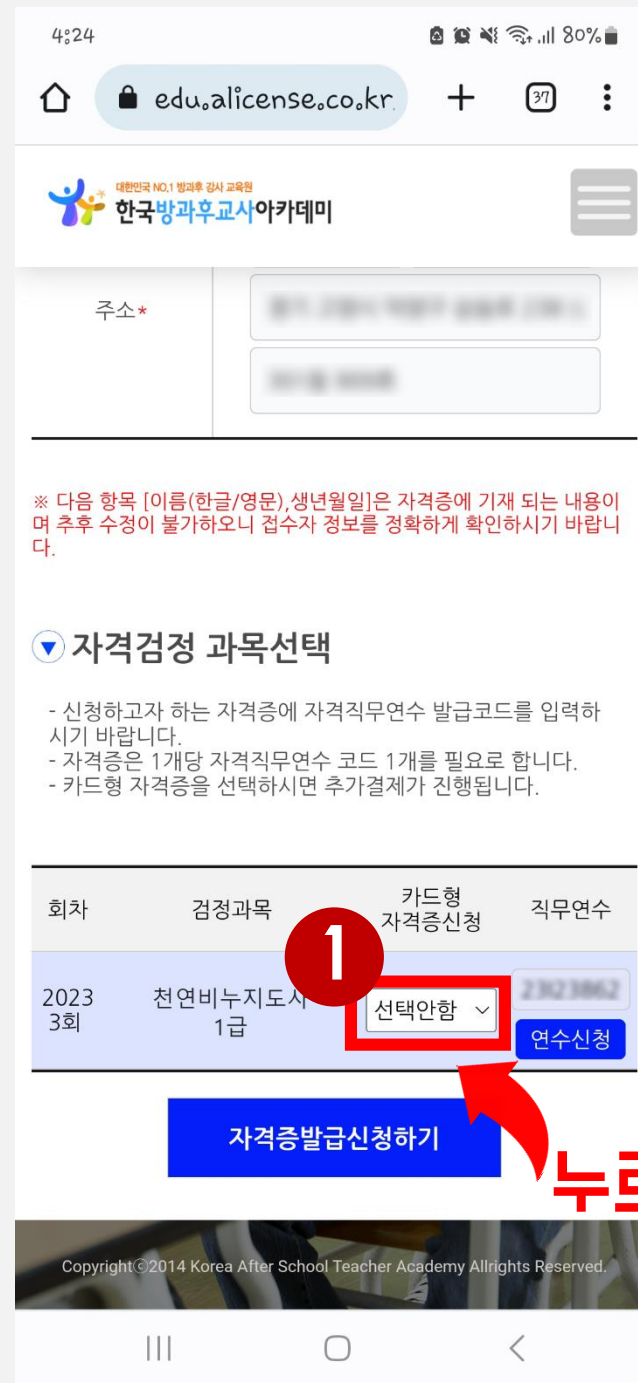 4:24
80%
edu.alicense.co.kr
37
대한민국 NO.1 방과후 강사 교육원
한국방과후교사아카데미
주소*
※ 다음 항목 [이름(한글/영문),생년월일]은 자격증에 기재 되는 내용이
며 추후 수정이 불가하오니 접수자 정보를 정확하게 확인하시기 바랍니
다.
자격검정 과목선택
- 신청하고자 하는 자격증에 자격직무연수 발급코드를 입력하
시기 바랍니다.
- 자격증은 1개당 자격직무연수 코드 1개를 필요로 합니다.
- 카드형 자격증을 선택하시면 추가결제가 진행됩니다.
회차 검정과목 카드형 자격증신청 직무연수
1
2023 3회 천연비누지도사 1급 선택안함
연수신청
자격증발급신청하기
누르
Copyrightⓒ2014 Korea After School Teacher Academy Allrights Reserved.